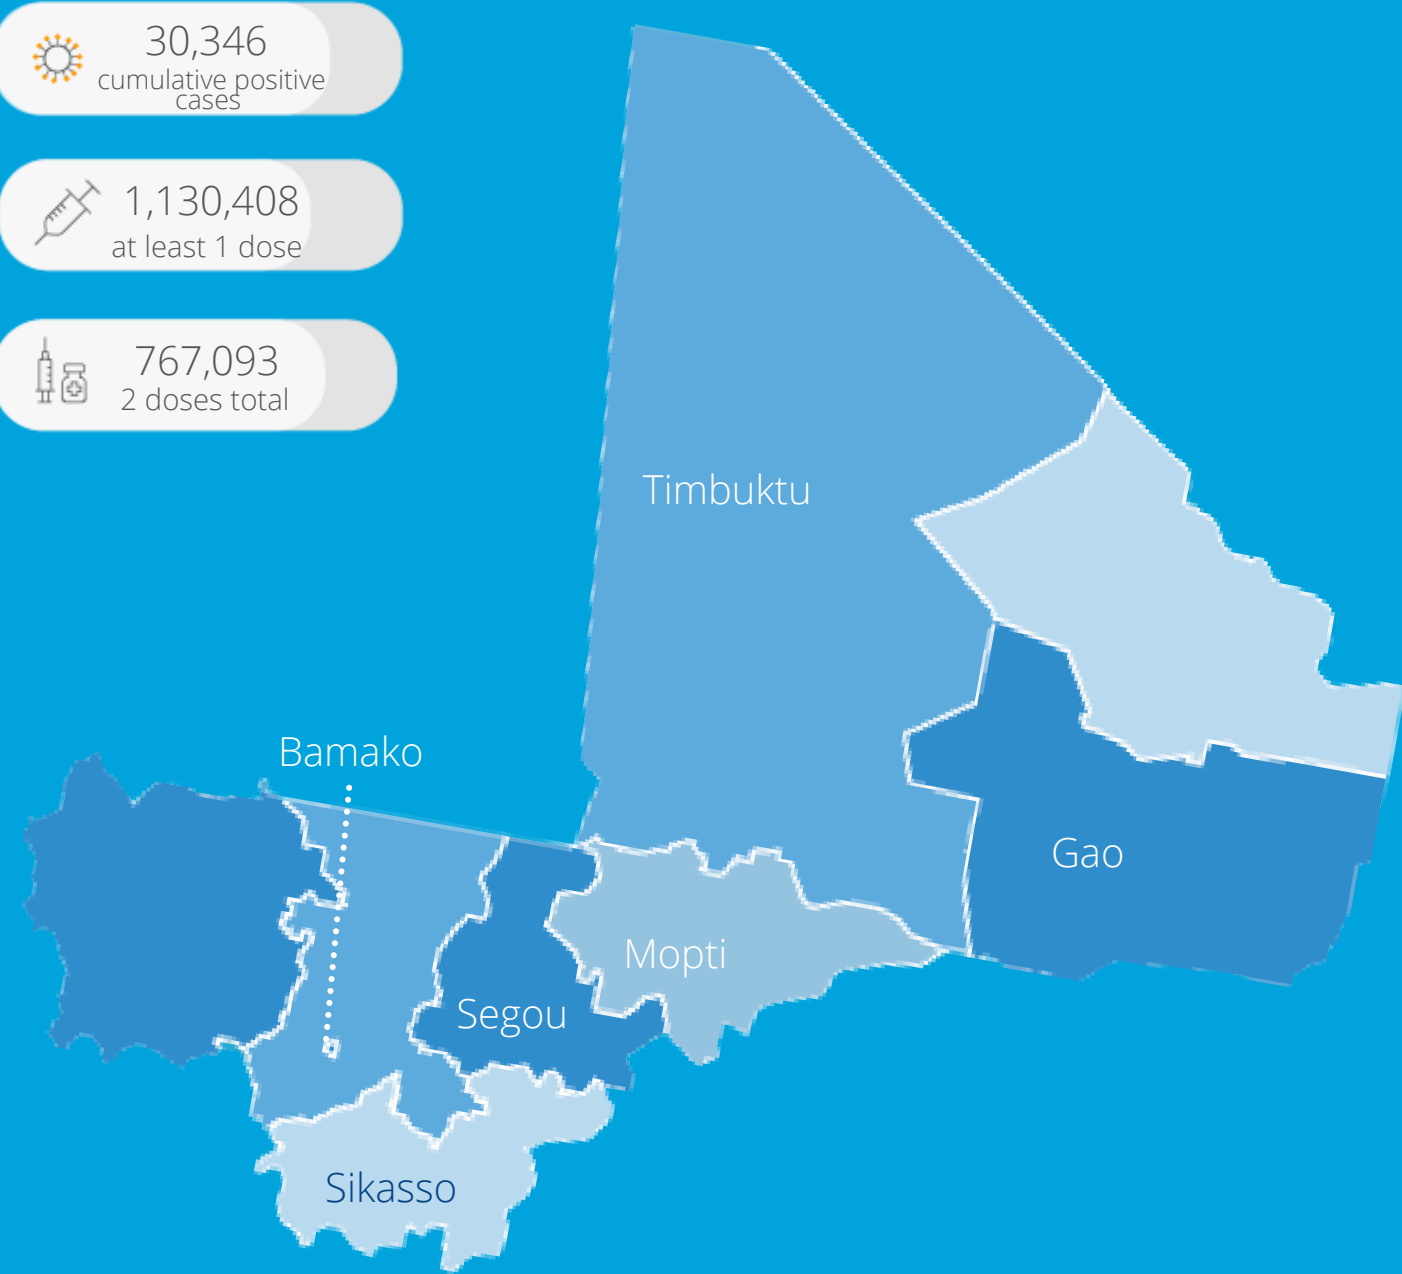 30,346
cumulative positive
cases
1,130,408
at least 1 dose
767,093
2 doses total
Timbuktu
Bamako
Gao
Mopti
Segou
Sikasso